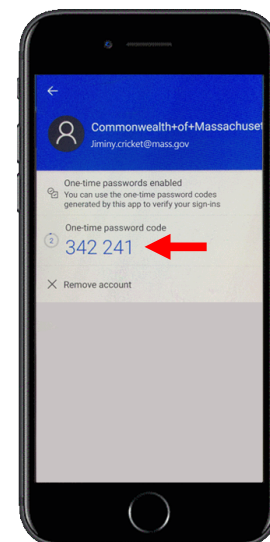 Commonwealth+of+Massachuset
Jiminy.cricket@mass.gov
One-time passwords enabled
You can use the one-time password codes
generated by this app to verify your sign-ins
One-time password code
2
342 241
Remove account